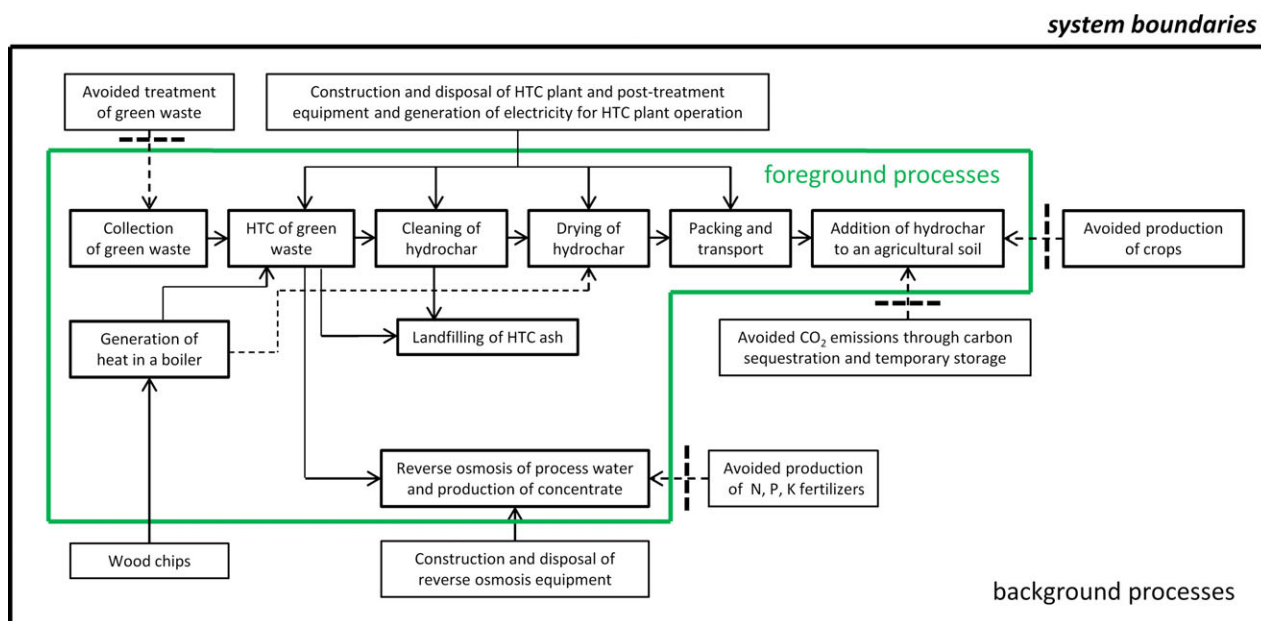 system boundaries
Avoided treatment
of green waste
Construction and disposal of HTC plant and post-treatment
equipment and generation of electricity for HTC plant operation
foreground processes
Collection
of green waste
HTC of green
waste
Cleaning of
hydrochar
Drying of
hydrochar
Packing and
transport
Addition of hydrochar
to an agricultural soil
Avoided production
of crops
Generation of
heat in a boiler
Landfilling of HTC ash
Avoided CO₂ emissions through carbon
sequestration and temporary storage
Reverse osmosis of process water
and production of concentrate
Avoided production
of N, P, K fertilizers
Wood chips
Construction and disposal of
reverse osmosis equipment
background processes